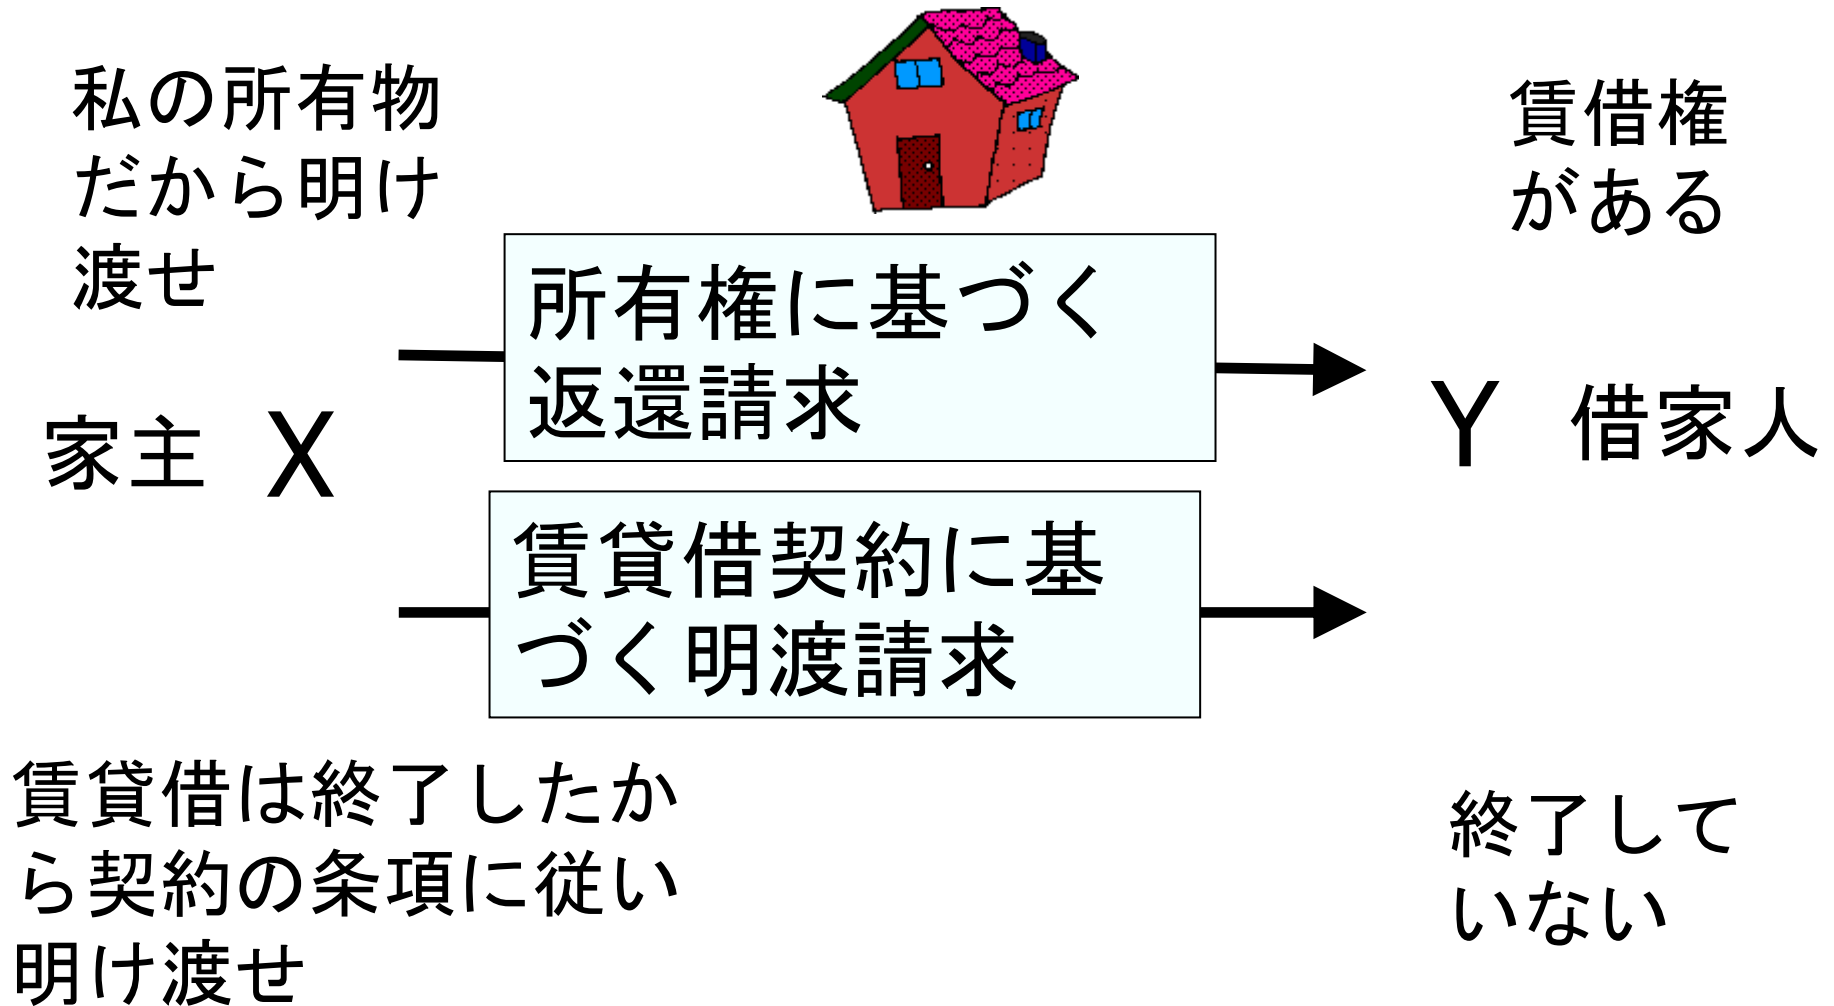 私の所有物
だから明け
渡せ
賃借権
がある
所有権に基づく
返還請求
家主 X
Y 借家人
賃貸借契約に基
づく明渡請求
賃貸借は終了したか
ら契約の条項に従い
明け渡せ
終了して
いない